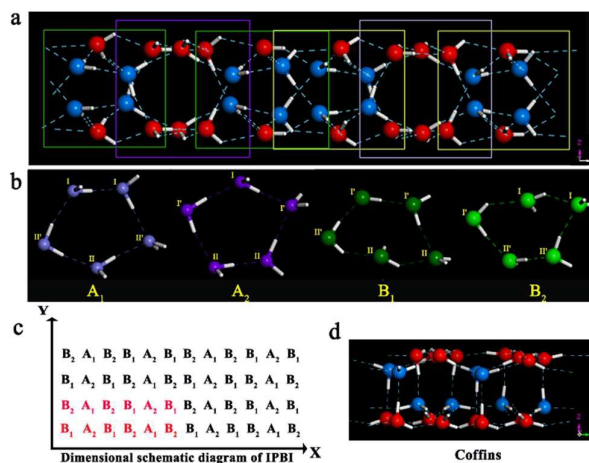 a
b
I I I I' I
I' I' I' I' I'
II' II' II' II'
II II II II II II' II'
A₁ A₂ B₁ B₂
c Y d
B₂ A₁ B₂ B₁ A₂ B₁ B₂ A₁ B₂ B₁ A₂ B₁
B₁ A₂ B₁ B₂ A₁ B₂ B₁ A₂ B₁ B₂ A₁ B₂
B₂ A₁ B₂ B₁ A₂ B₁ B₂ A₁ B₂ B₁ A₂ B₁
B₁ A₂ B₁ B₂ A₁ B₂ B₁ A₂ B₁ B₂ A₁ B₂
X
Dimensional schematic diagram of IPBI
Coffins